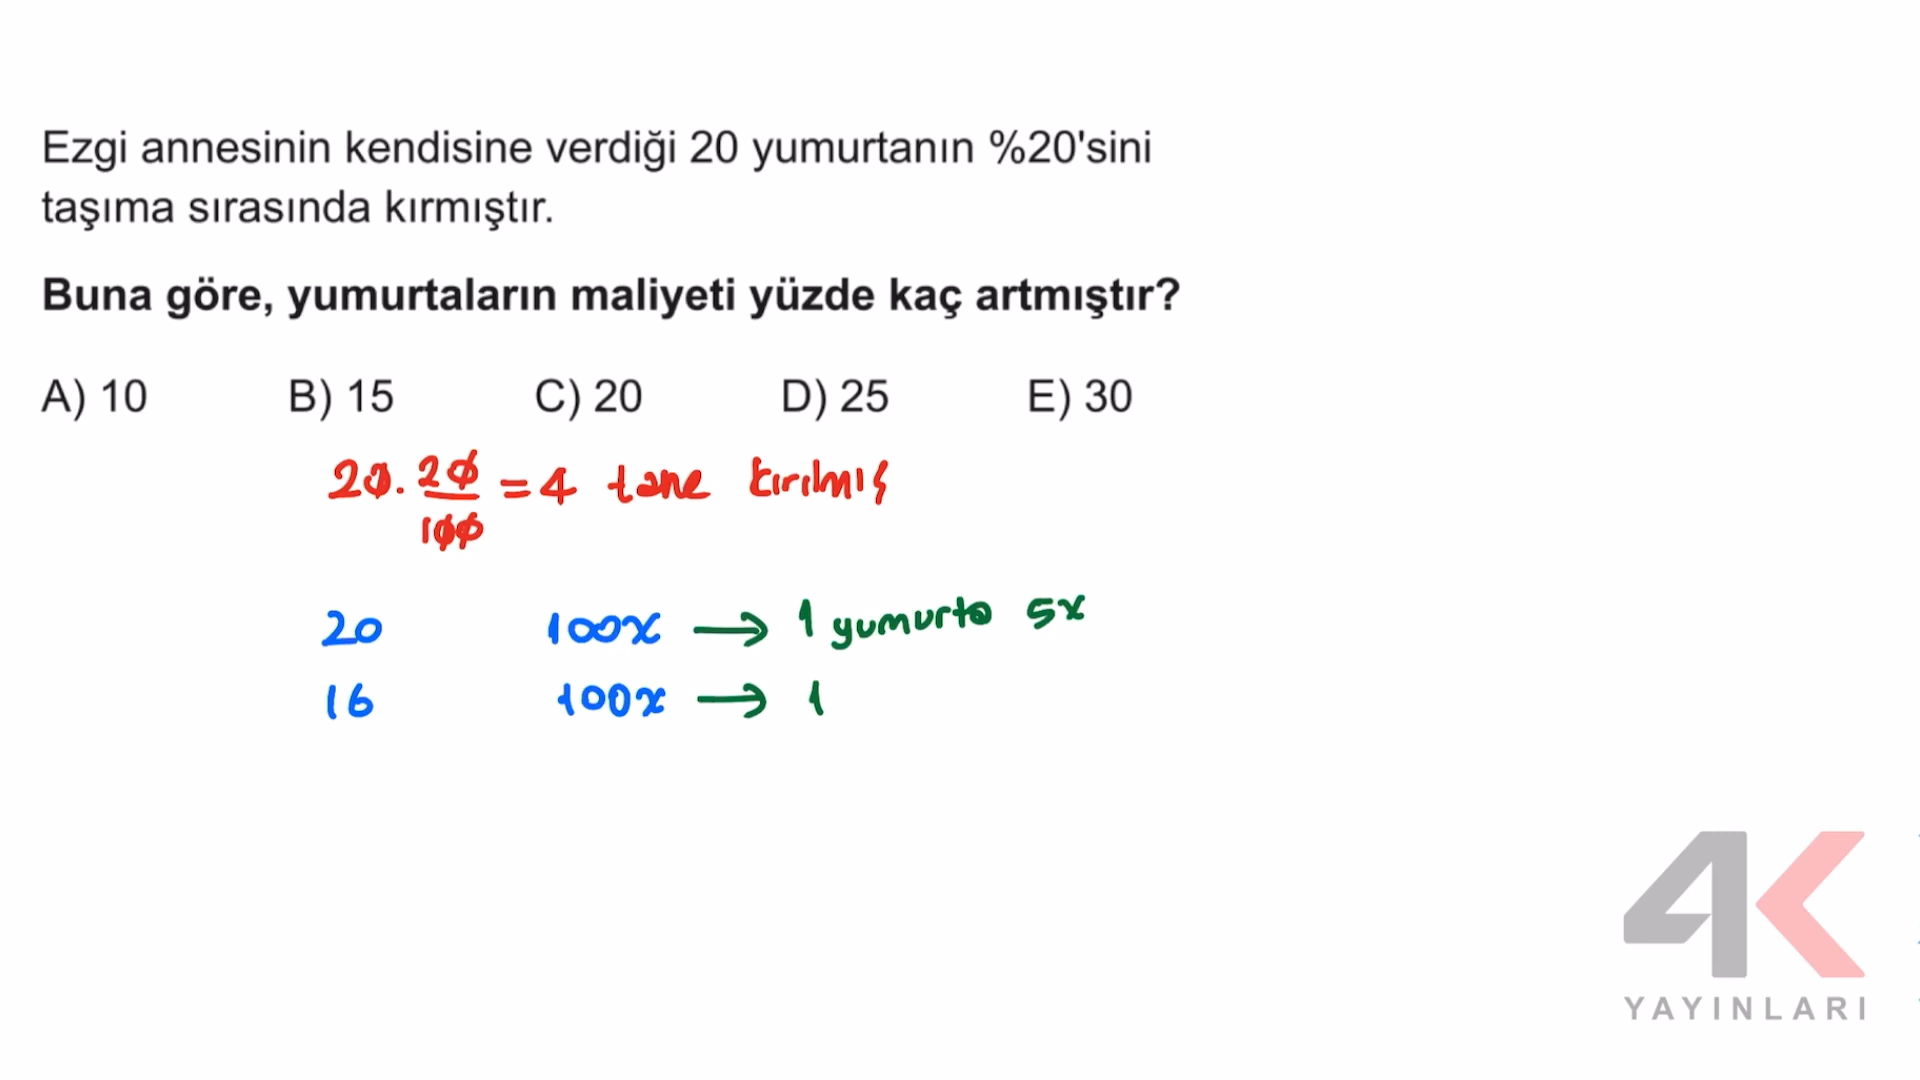 Ezgi annesinin kendisine verdiği 20 yumurtanın %20'sini
taşıma sırasında kırmıştır.
Buna göre, yumurtaların maliyeti yüzde kaç artmıştır?
A) 10 B) 15 C) 20 D) 25 E) 30
20. 20/100 = 4 tane kırılmış
20 100x → 1 yumurta 5x
16 100x → 1
4K
YAYINLARI